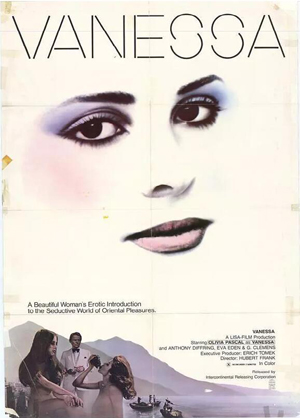 VANESSA
A Beautiful Woman's Erotic Introduction
to the Seductive World of Oriental Pleasures.
VANESSA
A LISA-FILM Production
Starring OLIVIA PASCAL as VANESSA
and ANTHONY DIFFRING, EVA EDEN & G. CLEMENS
Executive Producer: ERICH TOMEK
Director: HUBERT FRANK
In Color
Released by
Intercontinental Releasing Corporation